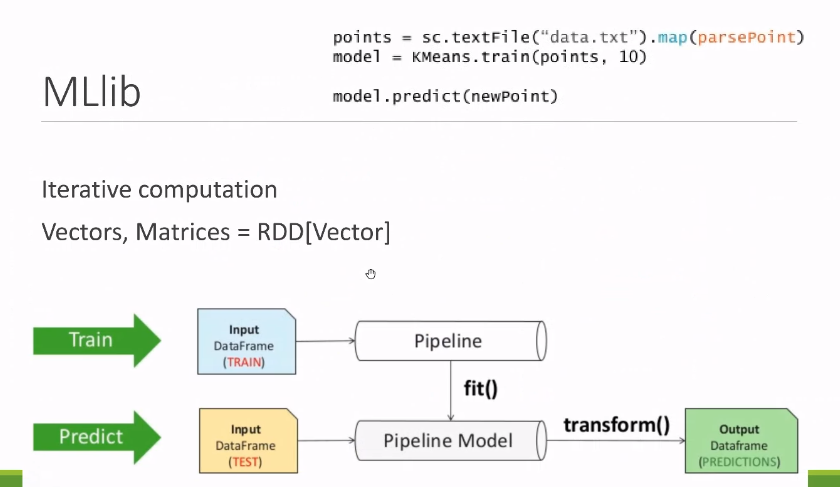 points = sc.textFile(“data.txt”).map(parsePoint)
model = KMeans.train(points, 10)
model.predict(newPoint)
MLlib
Iterative computation
Vectors, Matrices = RDD[Vector]
Train
Input
DataFrame
(TRAIN)
Pipeline
fit()
Predict
Input
DataFrame
(TEST)
Pipeline Model
transform()
Output
Dataframe
(PREDICTIONS)